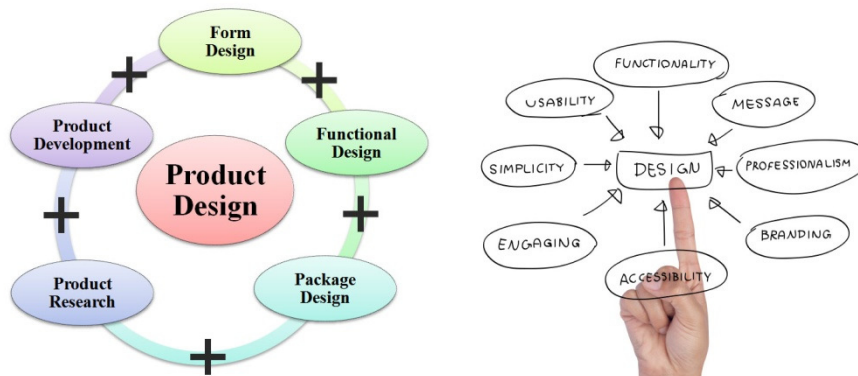 Form
Design
Product
Development
Functional
Design
Product
Design
Product
Research
Package
Design
FUNCTIONALITY
USABILITY
MESSAGE
SIMPLICITY
DESIGN
PROFESSIONALISM
ENGAGING
BRANDING
ACCESSIBILITY